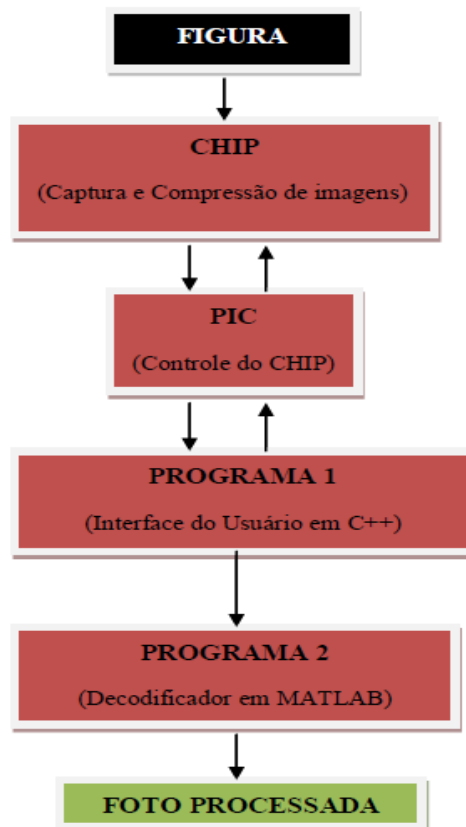 FIGURA
CHIP
(Captura e Compressão de imagens)
PIC
(Controle do CHIP)
PROGRAMA 1
(Interface do Usuário em C++)
PROGRAMA 2
(Decodificador em MATLAB)
FOTO PROCESSADA